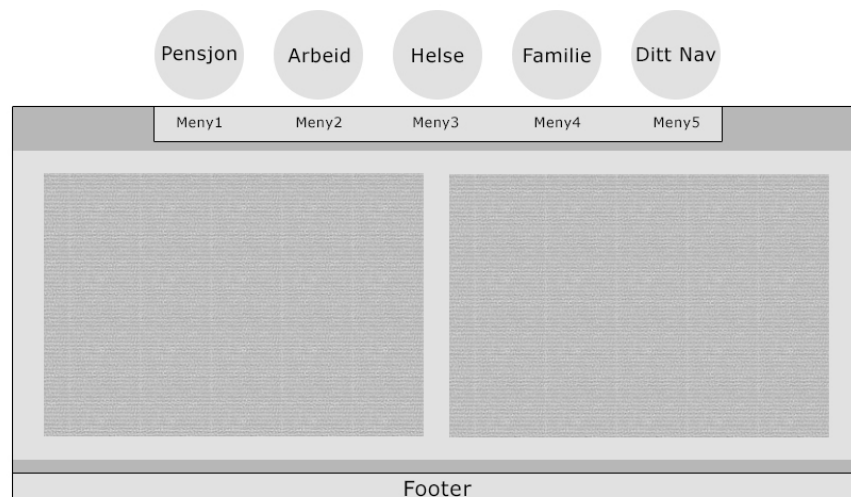 Pensjon Arbeid Helse Familie Ditt Nav
Meny1 Meny2 Meny3 Meny4 Meny5
Footer